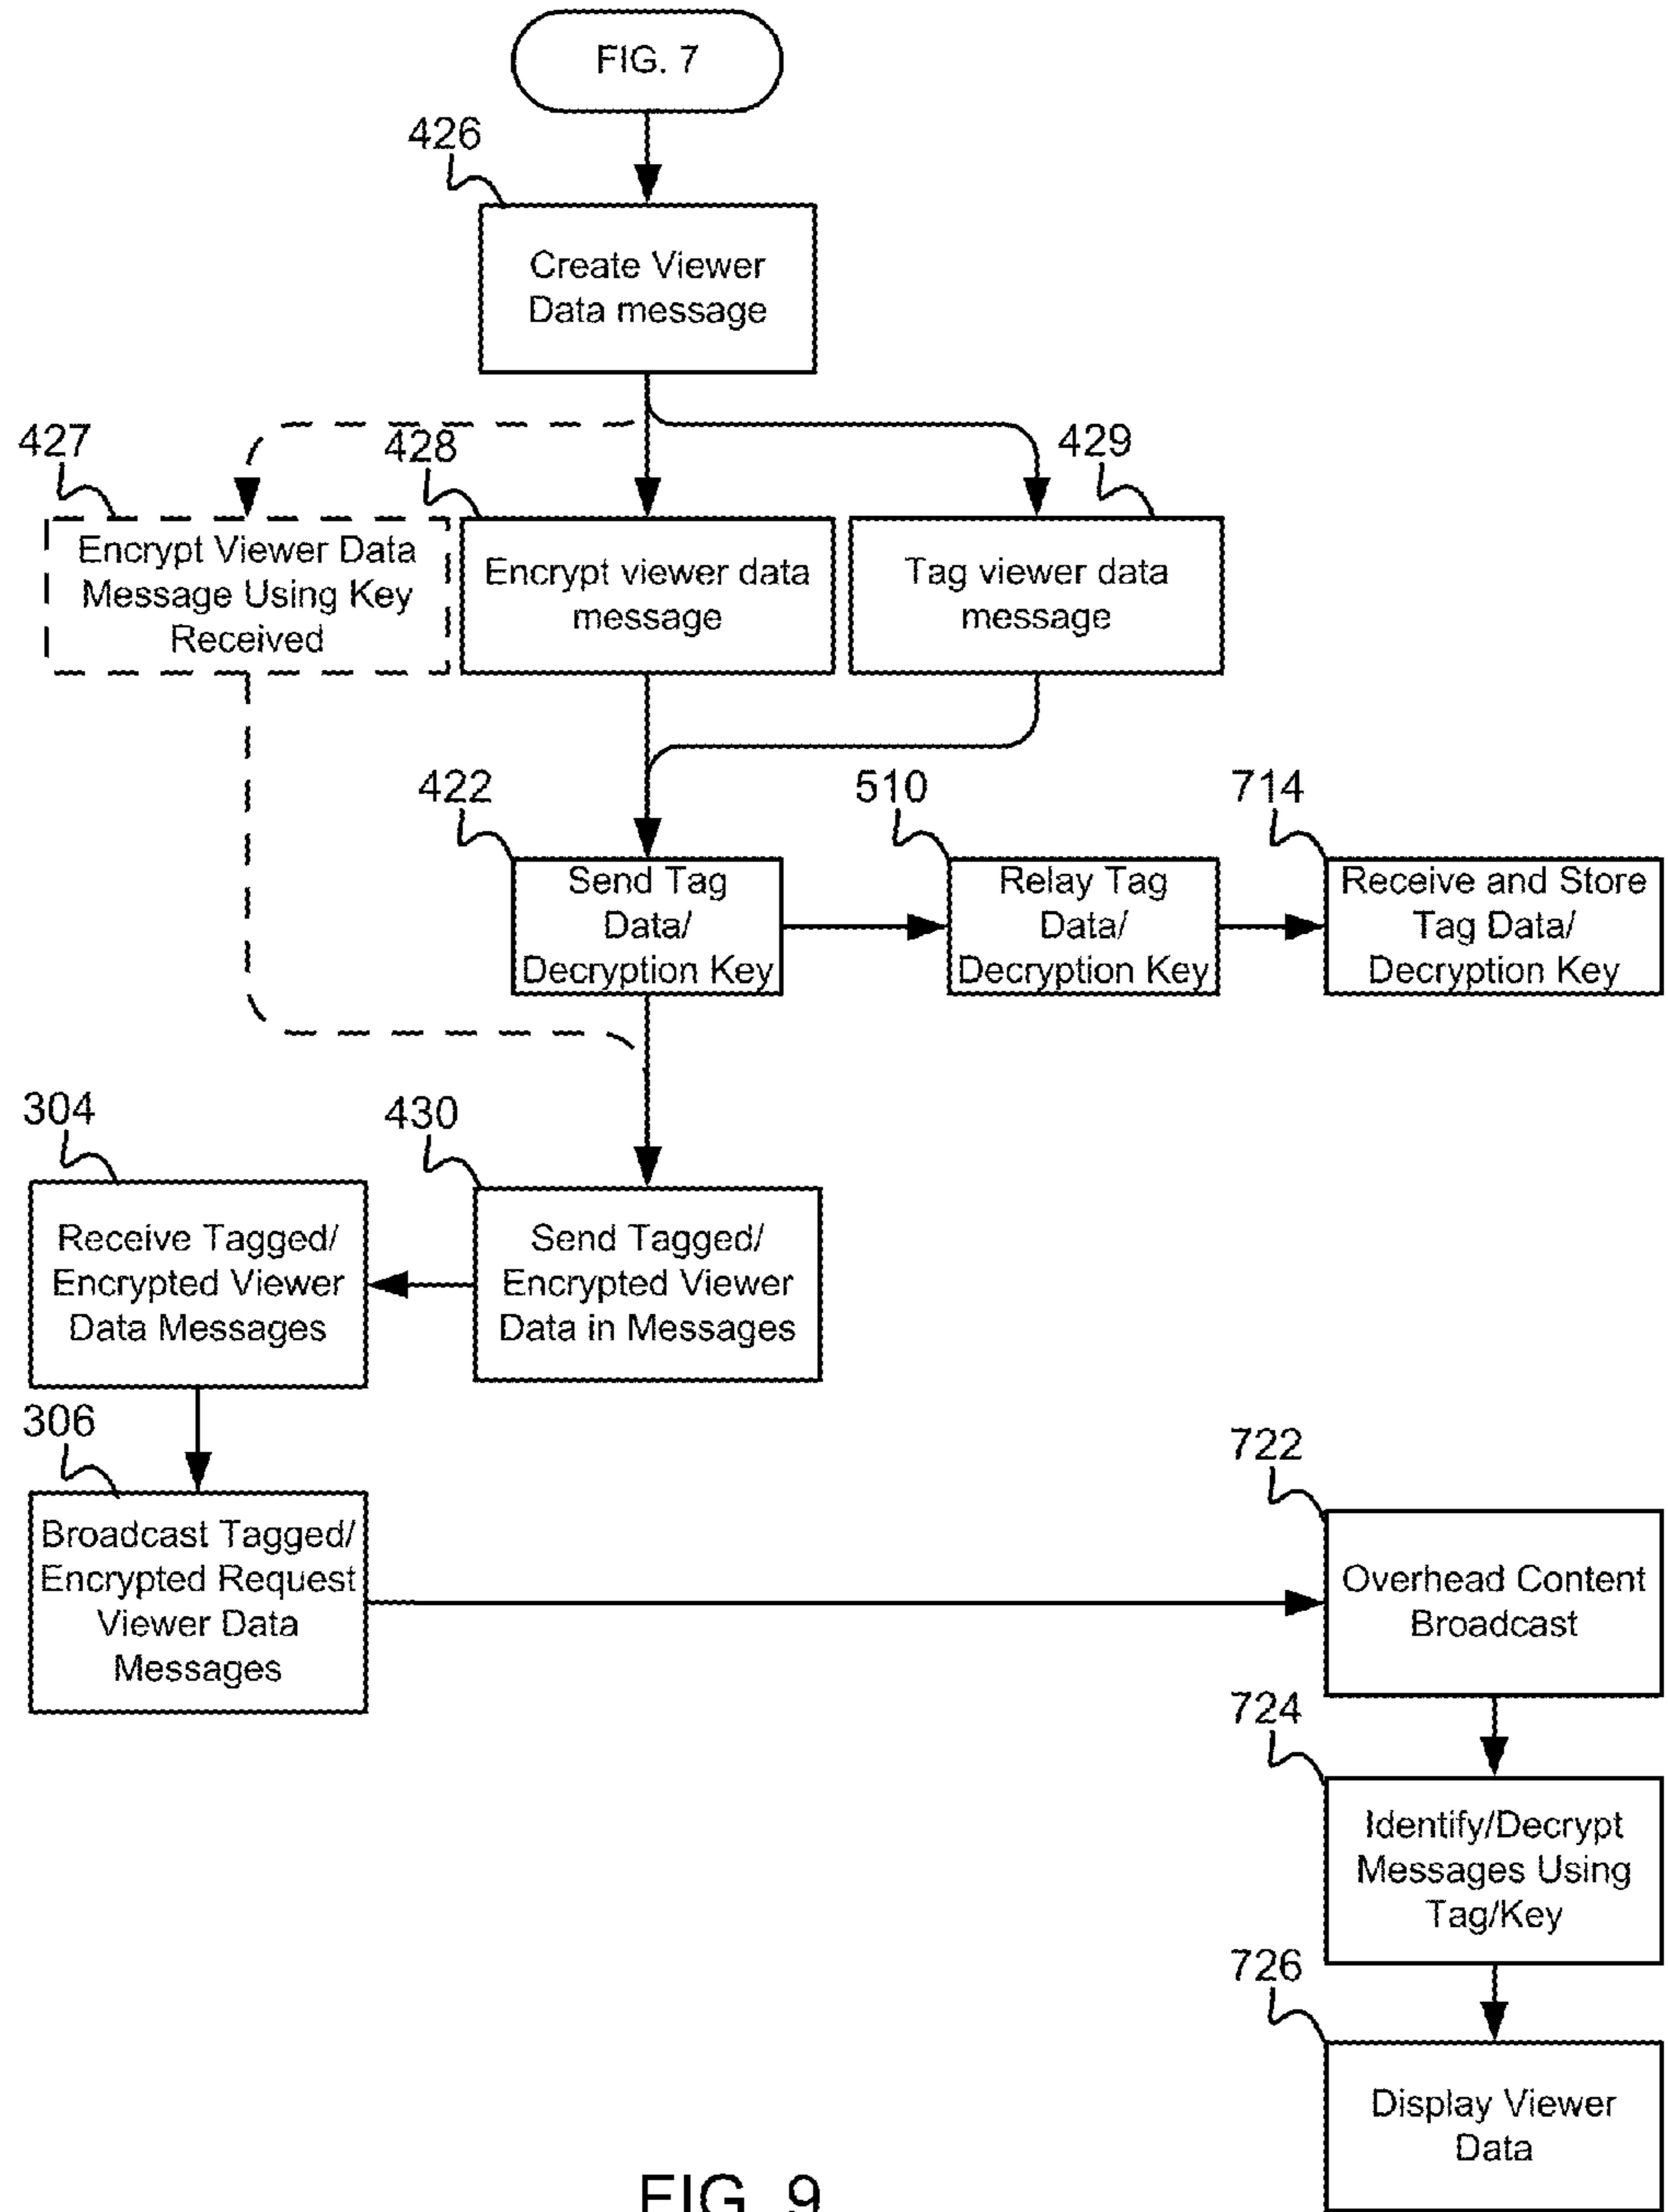 FIG. 7
426
Create Viewer
Data message
427
428
429
Encrypt Viewer Data
Message Using Key
Received
Encrypt viewer data
message
Tag viewer data
message
422
510
714
Send Tag
Data/
Decryption Key
Relay Tag
Data/
Decryption Key
Receive and Store
Tag Data/
Decryption Key
304
430
Receive Tagged/
Encrypted Viewer
Data Messages
Send Tagged/
Encrypted Viewer
Data in Messages
306
Broadcast Tagged/
Encrypted Request
Viewer Data
Messages
722
Overhead Content
Broadcast
724
Identify/Decrypt
Messages Using
Tag/Key
726
Display Viewer
Data
FIG. 9